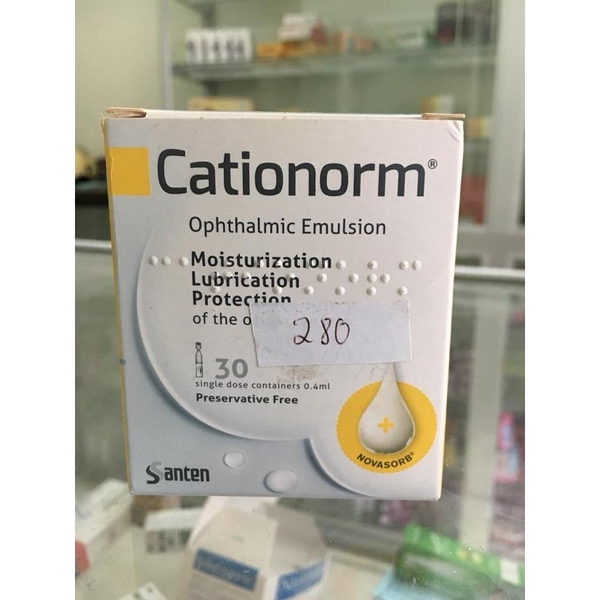 Cationorm®
Ophthalmic Emulsion
Moisturization
Lubrication
Protection
of the
280
30
single dose containers 0.4ml
Preservative Free
NOVASORB®
Santen